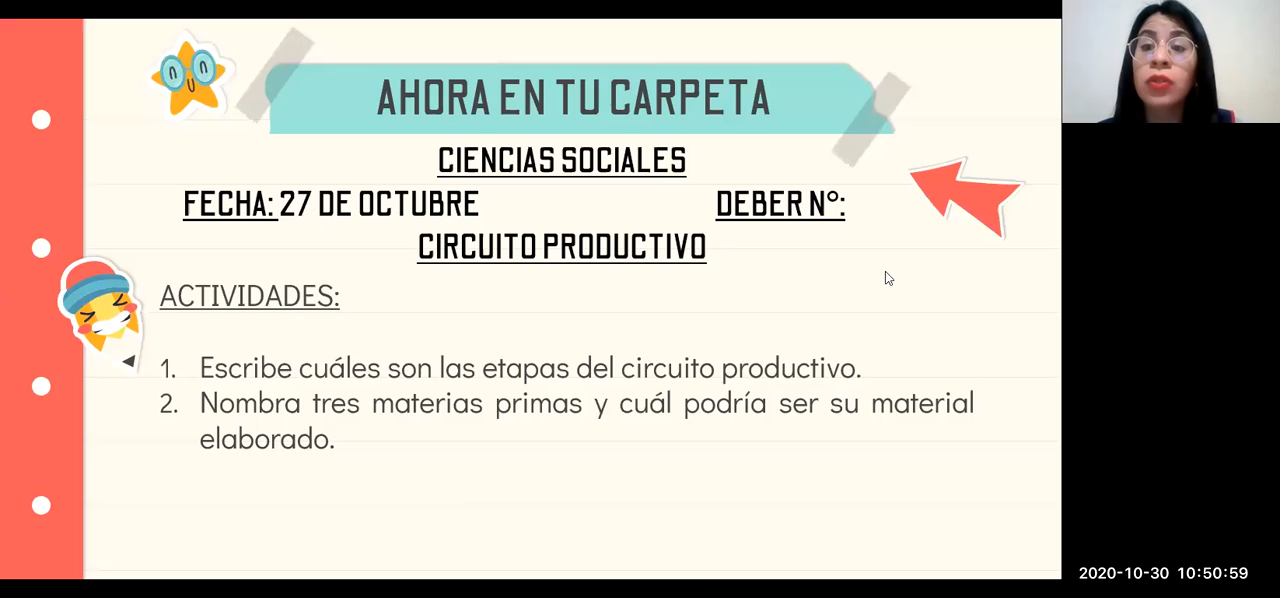 AHORA EN TU CARPETA
CIENCIAS SOCIALES
FECHA: 27 DE OCTUBRE DEBER N°:
CIRCUITO PRODUCTIVO
ACTIVIDADES:
1. Escribe cuáles son las etapas del circuito productivo.
2. Nombra tres materias primas y cuál podría ser su material
elaborado.
2020-10-30 10:50:59